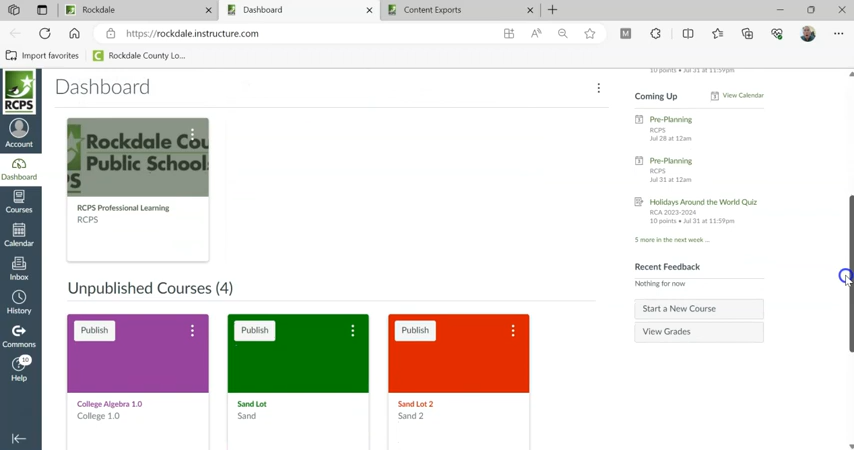 Rockdale
Dashboard
Content Exports
https://rockdale.instructure.com
M
Import favorites
Rockdale County Lo...
RCPS
Account
Dashboard
Courses
Calendar
Inbox
History
Commons
10
Help
Dashboard
Rockdale Cou
Public School
PS
RCPS Professional Learning
RCPS
Unpublished Courses (4)
Publish
College Algebra 1.0
College 1.0
Publish
Sand Lot
Sand
Publish
Sand Lot 2
Sand 2
10 points • Jul 31 at 11:59pm
Coming Up
View Calendar
Pre-Planning
RCPS
Jul 28 at 12am
Pre-Planning
RCPS
Jul 31 at 12am
Holidays Around the World Quiz
RCA 2023-2024
10 points • Jul 31 at 11:59pm
5 more in the next week ...
Recent Feedback
Nothing for now
Start a New Course
View Grades